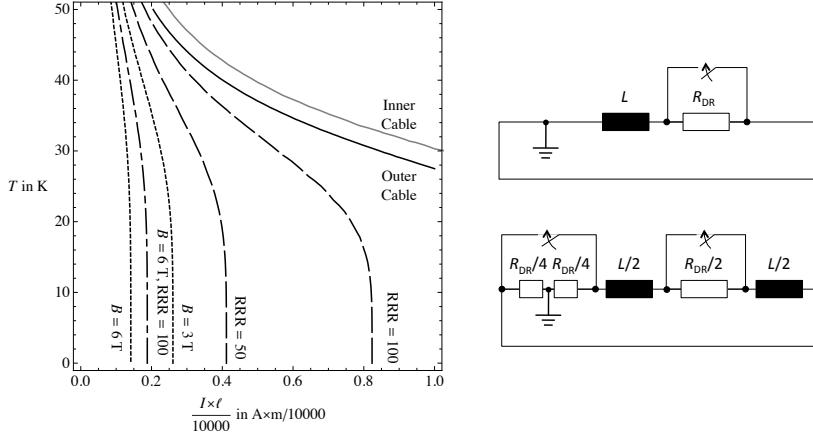 50
40
30
20
10
0
T in K
0.0
0.2
0.4
0.6
0.8
1.0
I×ℓ
10000
in A×m/10000
Inner
Cable
Outer
Cable
B = 6 T
B = 6 T, RRR = 100
B = 3 T
RRR = 50
RRR = 100
L
R_DR
R_DR/4
R_DR/4
L/2
R_DR/2
L/2